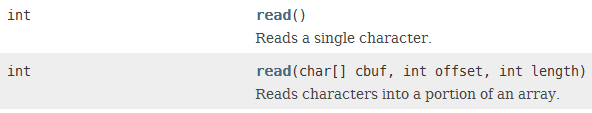 int read()
Reads a single character.
int read(char[] cbuf, int offset, int length)
Reads characters into a portion of an array.